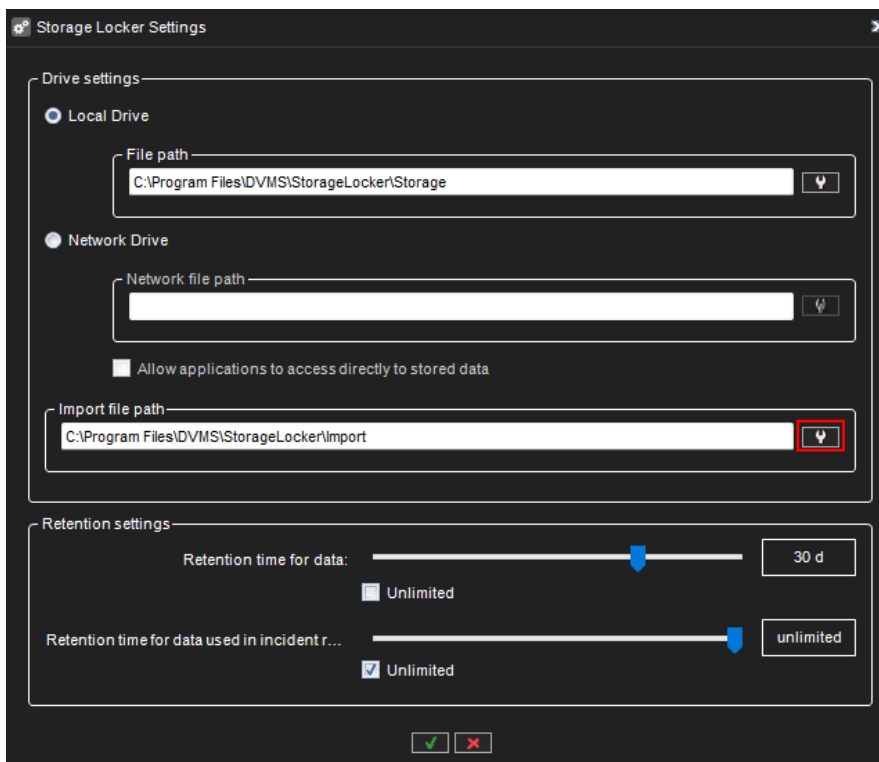 Storage Locker Settings
Drive settings
Local Drive
File path
C:\Program Files\DVMS\StorageLocker\Storage
Network Drive
Network file path
Allow applications to access directly to stored data
Import file path
C:\Program Files\DVMS\StorageLocker\Import
Retention settings
Retention time for data:
30 d
Unlimited
Retention time for data used in incident r...
unlimited
Unlimited